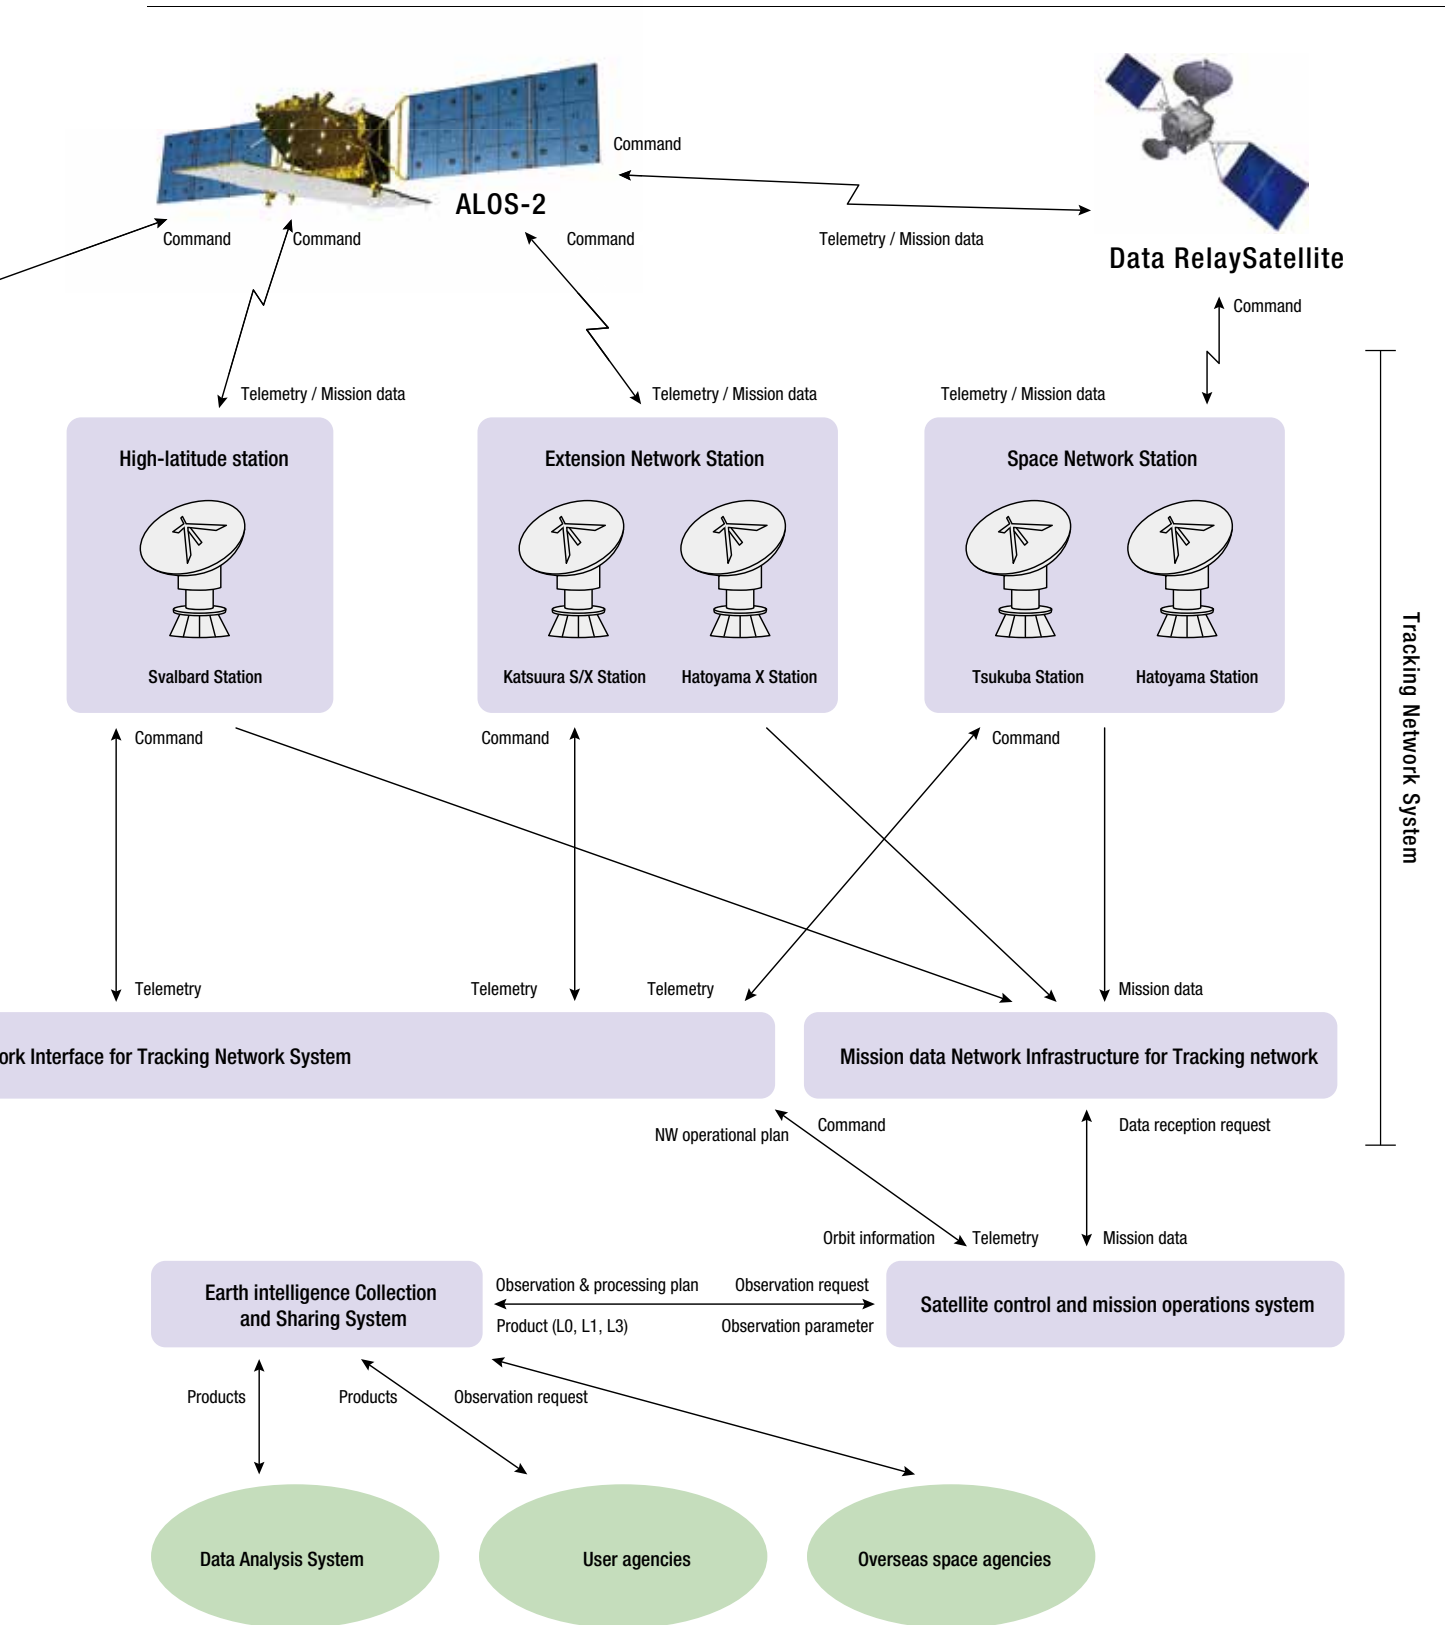 Command
ALOS-2
Command
Command
Command
Telemetry / Mission data
Data RelaySatellite
Command
Telemetry / Mission data
Telemetry / Mission data
Telemetry / Mission data
High-latitude station
Extension Network Station
Space Network Station
Svalbard Station
Katsuura S/X Station
Hatoyama X Station
Tsukuba Station
Hatoyama Station
Tracking Network System
Command
Command
Command
Telemetry
Telemetry
Telemetry
Mission data
ork Interface for Tracking Network System
Mission data Network Infrastructure for Tracking network
NW operational plan
Command
Data reception request
Orbit information
Telemetry
Mission data
Earth intelligence Collection
and Sharing System
Observation & processing plan
Observation request
Product (L0, L1, L3)
Observation parameter
Satellite control and mission operations system
Products
Products
Observation request
Data Analysis System
User agencies
Overseas space agencies